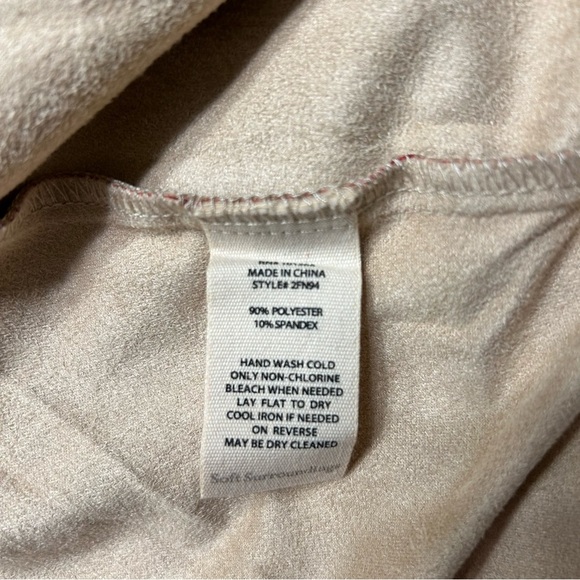 MADE IN CHINA
STYLE# 2FN94
90% POLYESTER
10% SPANDEX
HAND WASH COLD
ONLY NON-CHLORINE
BLEACH WHEN NEEDED
LAY FLAT TO DRY
COOL IRON IF NEEDED
ON REVERSE
MAY BE DRY CLEANED
Soft Surroundings